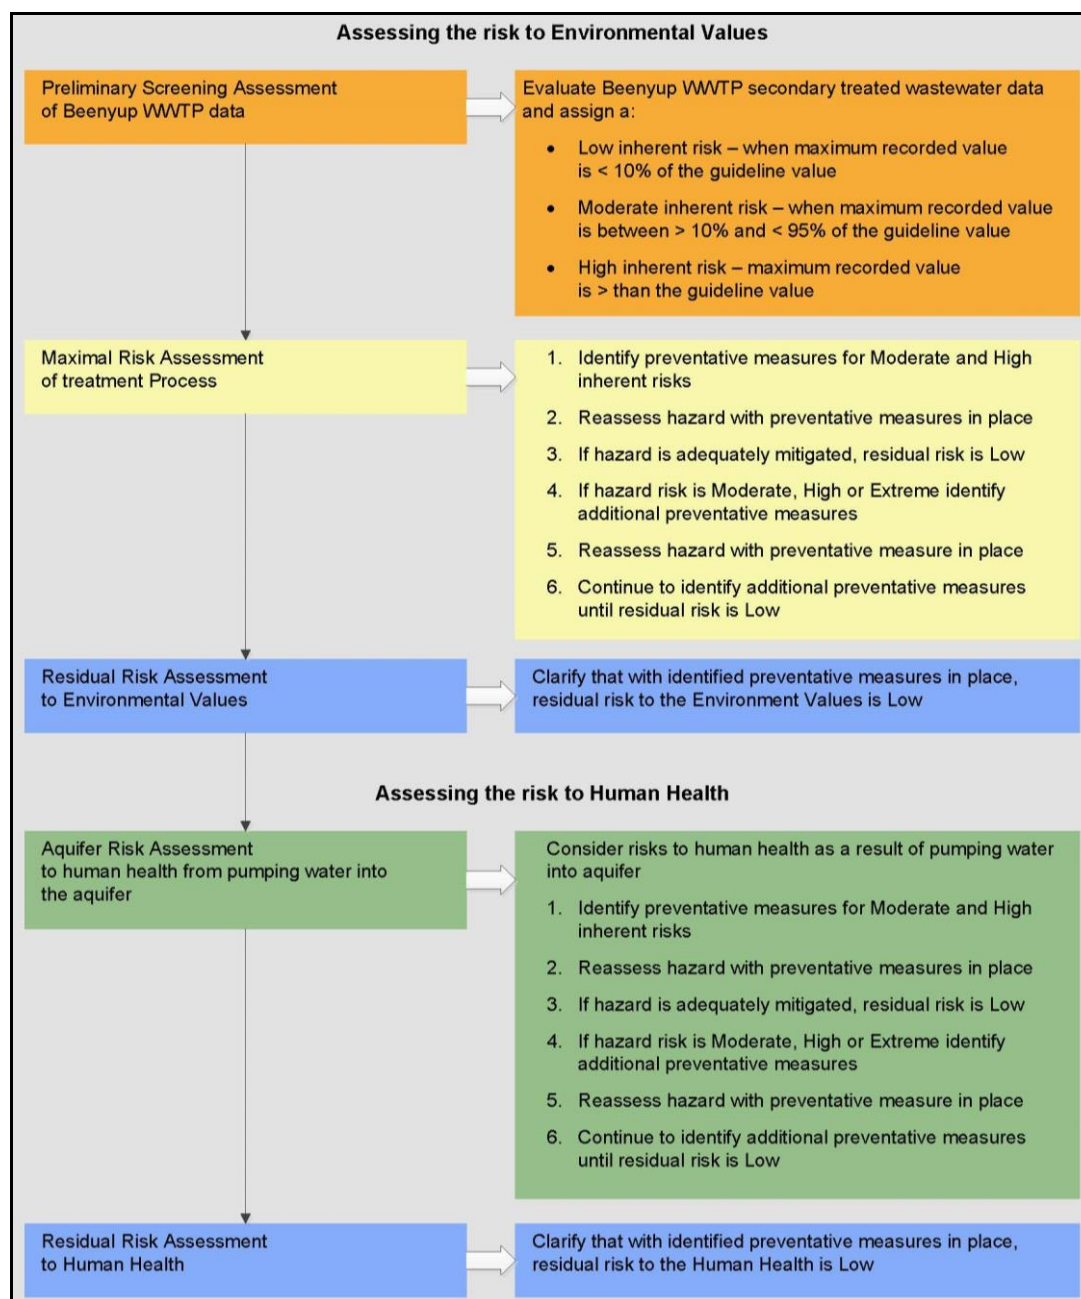 Assessing the risk to Environmental Values
Preliminary Screening Assessment
of Beenyup WWTP data
Evaluate Beenyup WWTP secondary treated wastewater data
and assign a:
• Low inherent risk – when maximum recorded value
is < 10% of the guideline value
• Moderate inherent risk – when maximum recorded value
is between > 10% and < 95% of the guideline value
• High inherent risk – maximum recorded value
is > than the guideline value
Maximal Risk Assessment
of treatment Process
1. Identify preventative measures for Moderate and High
inherent risks
2. Reassess hazard with preventative measures in place
3. If hazard is adequately mitigated, residual risk is Low
4. If hazard risk is Moderate, High or Extreme identify
additional preventative measures
5. Reassess hazard with preventative measure in place
6. Continue to identify additional preventative measures
until residual risk is Low
Residual Risk Assessment
to Environmental Values
Clarify that with identified preventative measures in place,
residual risk to the Environment Values is Low
Assessing the risk to Human Health
Aquifer Risk Assessment
to human health from pumping water into
the aquifer
Consider risks to human health as a result of pumping water
into aquifer
1. Identify preventative measures for Moderate and High
inherent risks
2. Reassess hazard with preventative measures in place
3. If hazard is adequately mitigated, residual risk is Low
4. If hazard risk is Moderate, High or Extreme identify
additional preventative measures
5. Reassess hazard with preventative measure in place
6. Continue to identify additional preventative measures
until residual risk is Low
Residual Risk Assessment
to Human Health
Clarify that with identified preventative measures in place,
residual risk to the Human Health is Low